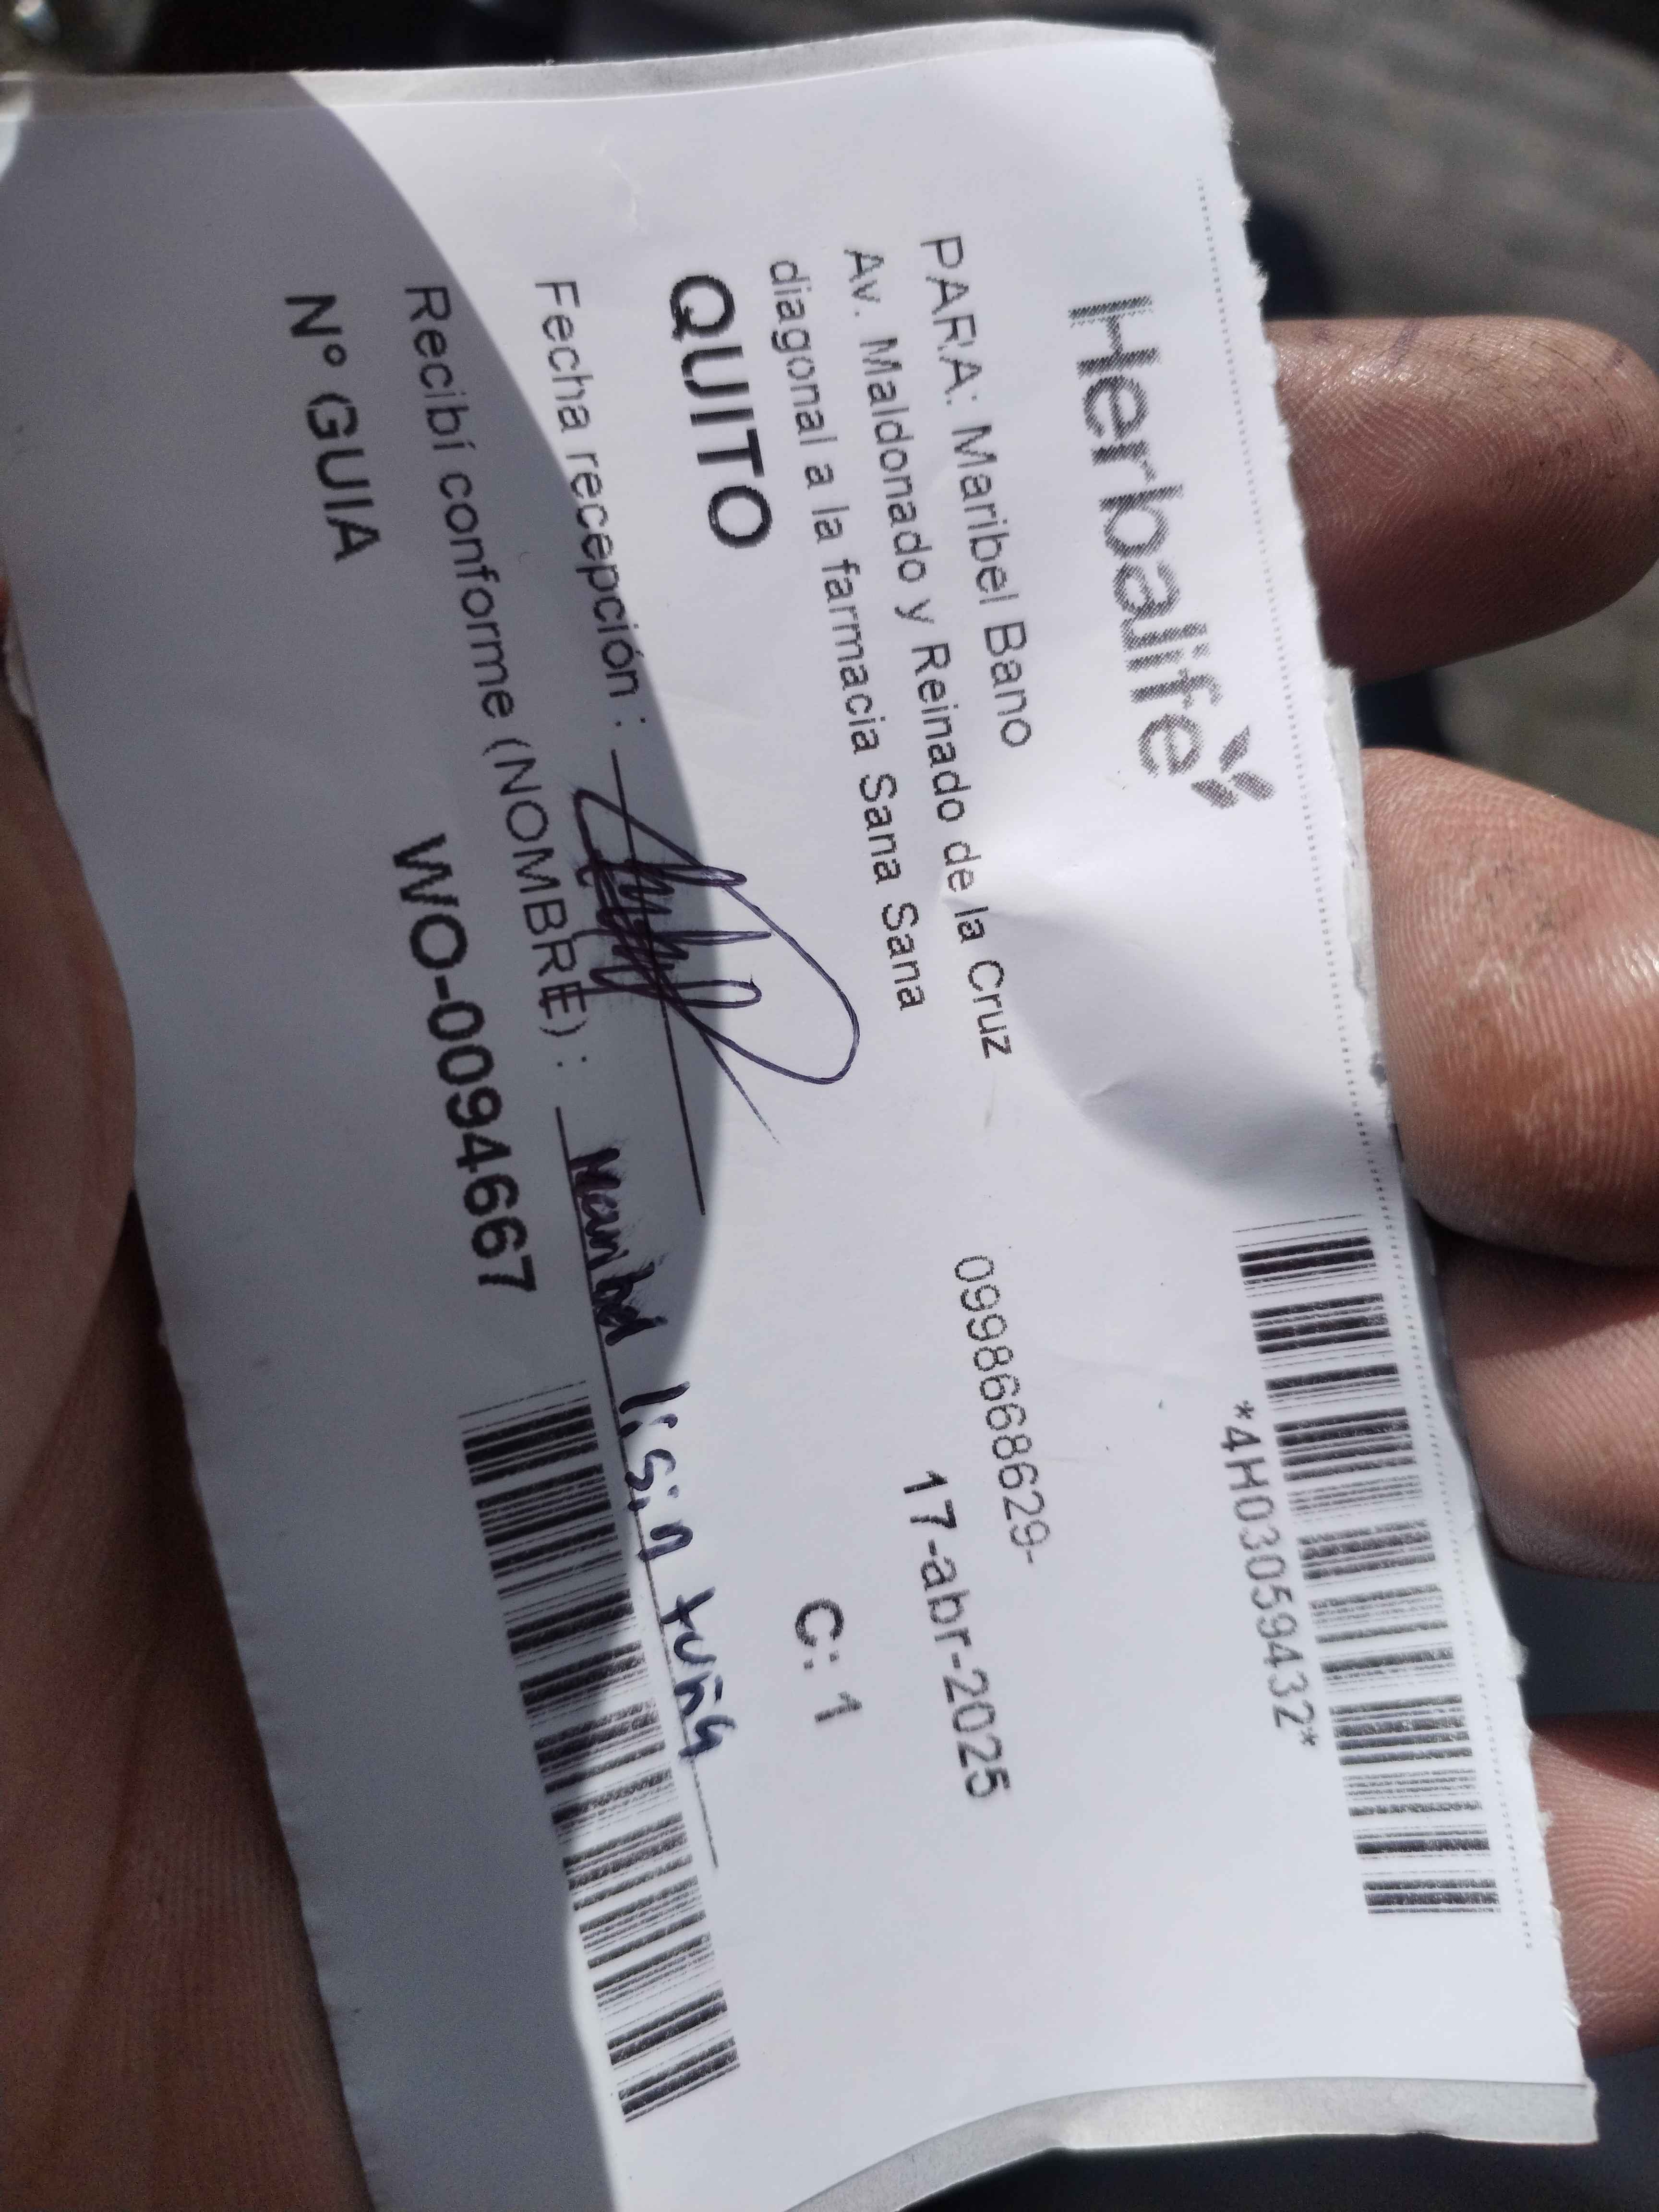 Herbalife
*4H03059432*
PARA: Maribel Bano 0998668629-
Av. Maldonado y Reinado de la Cruz 17-abr-2025
diagonal a la farmacia Sana Sana
QUITO C: 1
Fecha recepción :
Recibí conforme (NOMBRE) : Maribel
Nº GUIA WO-0094667